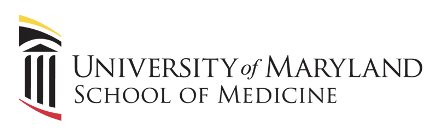 UNIVERSITY of MARYLAND
SCHOOL OF MEDICINE